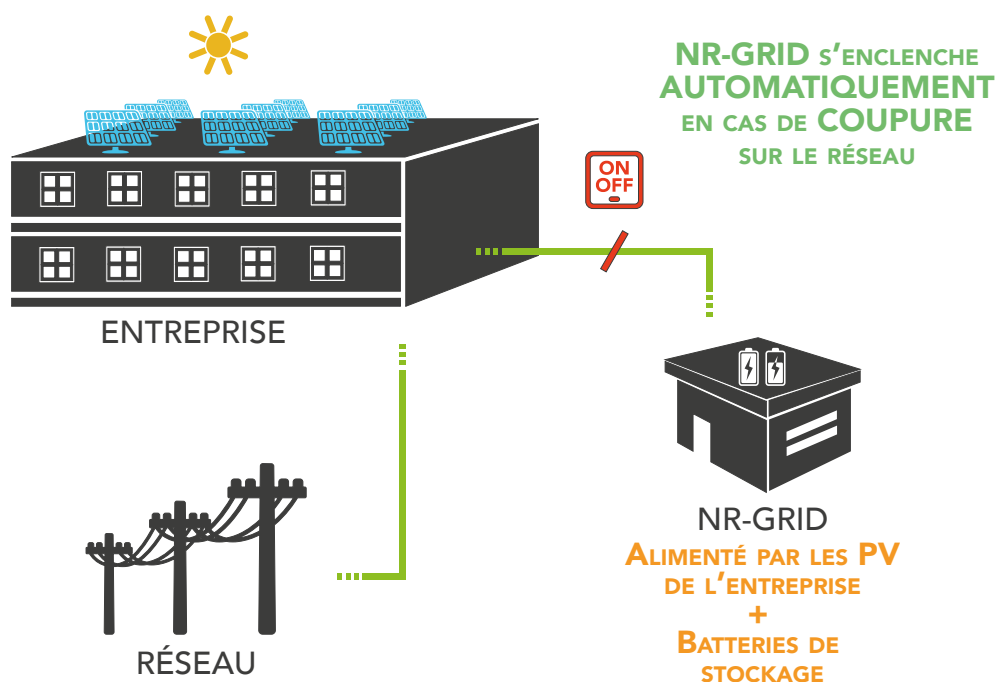 NR-GRID s'enclenche
AUTOMATIQUEMENT
en cas de COUPURE
sur le réseau
ON
OFF
ENTREPRISE
NR-GRID
Alimenté par les PV
de l'entreprise
+
Batteries de
stockage
RÉSEAU